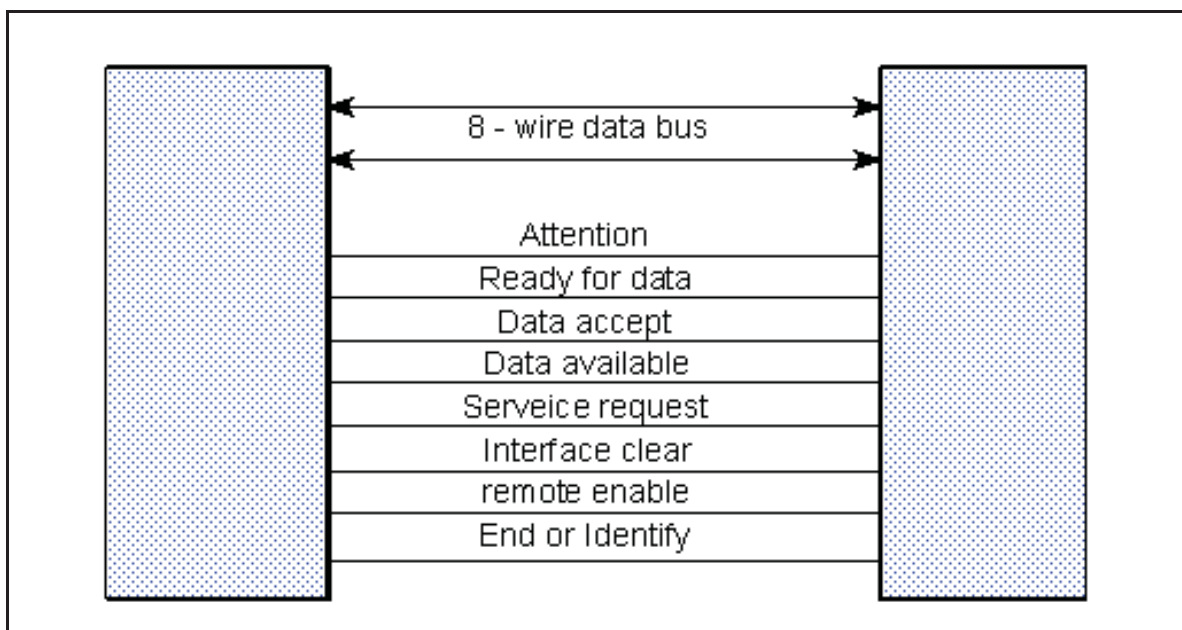 8 - wire data bus
Attention
Ready for data
Data accept
Data available
Serveice request
Interface clear
remote enable
End or Identify